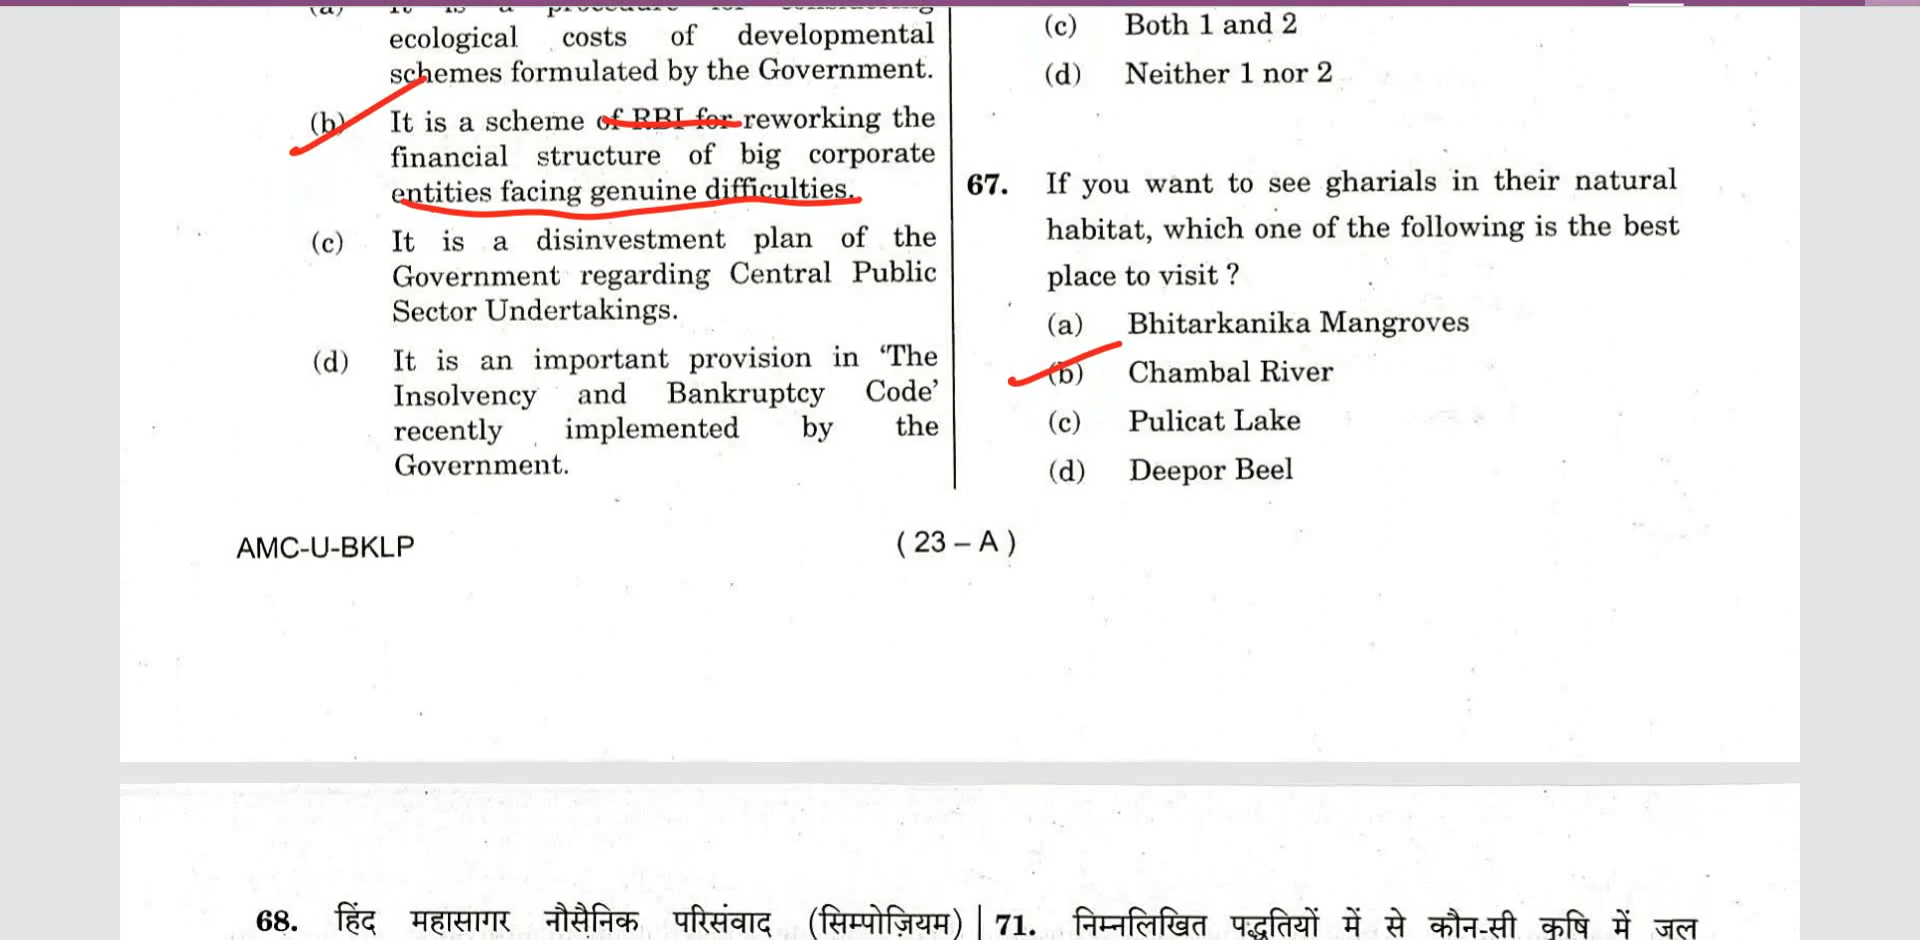 ecological costs of developmental
schemes formulated by the Government.
(b) It is a scheme of RBI for reworking the
financial structure of big corporate
entities facing genuine difficulties.
(c) It is a disinvestment plan of the
Government regarding Central Public
Sector Undertakings.
(d) It is an important provision in ‘The
Insolvency and Bankruptcy Code’
recently implemented by the
Government.
(c) Both 1 and 2
(d) Neither 1 nor 2
67. If you want to see gharials in their natural
habitat, which one of the following is the best
place to visit ?
(a) Bhitarkanika Mangroves
(b) Chambal River
(c) Pulicat Lake
(d) Deepor Beel
AMC-U-BKLP
( 23 – A )
68. हिंद महासागर नौसैनिक परिसंवाद (सिम्पोज़ियम)
71. निम्नलिखित पद्धतियों में से कौन-सी कृषि में जल